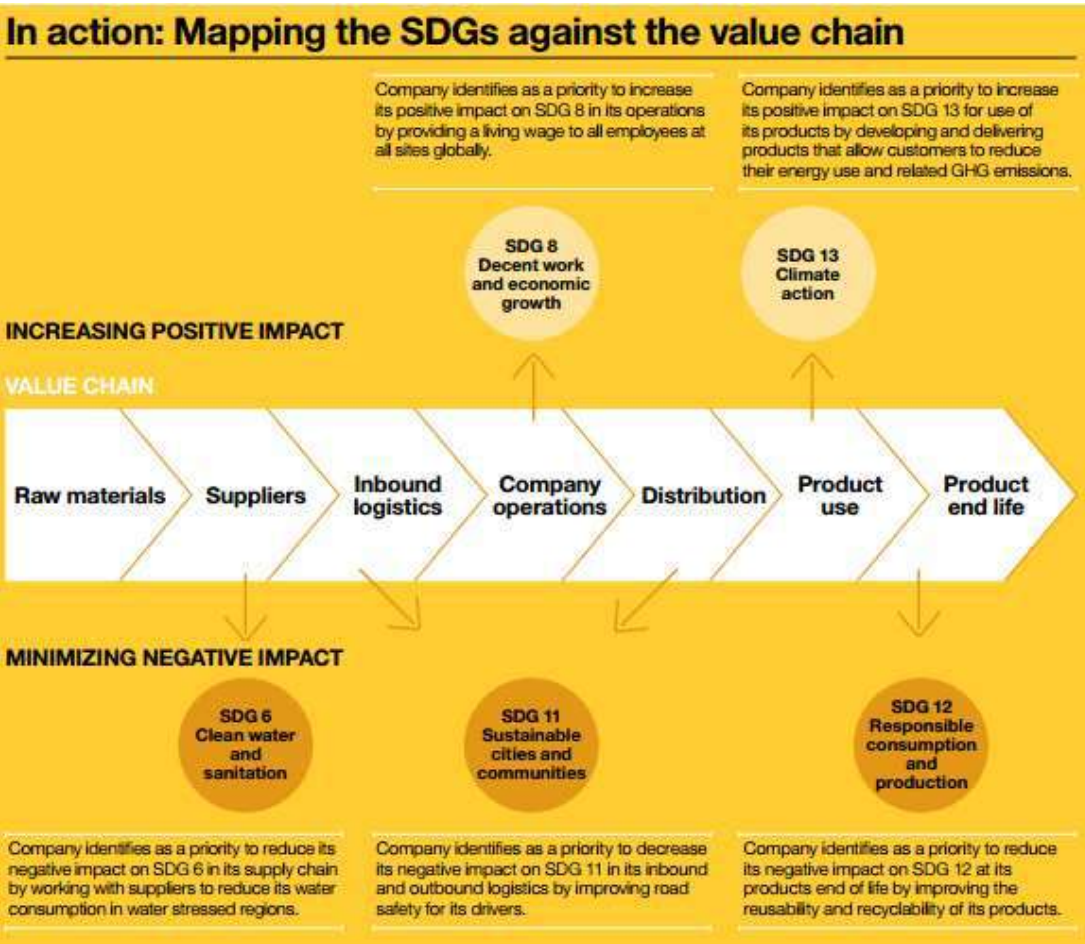 In action: Mapping the SDGs against the value chain
Company identifies as a priority to increase
its positive impact on SDG 8 in its operations
by providing a living wage to all employees at
all sites globally.
Company identifies as a priority to increase
its positive impact on SDG 13 for use of
its products by developing and delivering
products that allow customers to reduce
their energy use and related GHG emissions.
SDG 8
Decent work
and economic
growth
SDG 13
Climate
action
INCREASING POSITIVE IMPACT
VALUE CHAIN
Raw materials
Suppliers
Inbound
logistics
Company
operations
Distribution
Product
use
Product
end life
MINIMIZING NEGATIVE IMPACT
SDG 6
Clean water
and
sanitation
SDG 11
Sustainable
cities and
communities
SDG 12
Responsible
consumption
and
production
Company identifies as a priority to reduce its
negative impact on SDG 6 in its supply chain
by working with suppliers to reduce its water
consumption in water stressed regions.
Company identifies as a priority to decrease
its negative impact on SDG 11 in its inbound
and outbound logistics by improving road
safety for its drivers.
Company identifies as a priority to reduce
its negative impact on SDG 12 at its
products end of life by improving the
reusability and recyclability of its products.